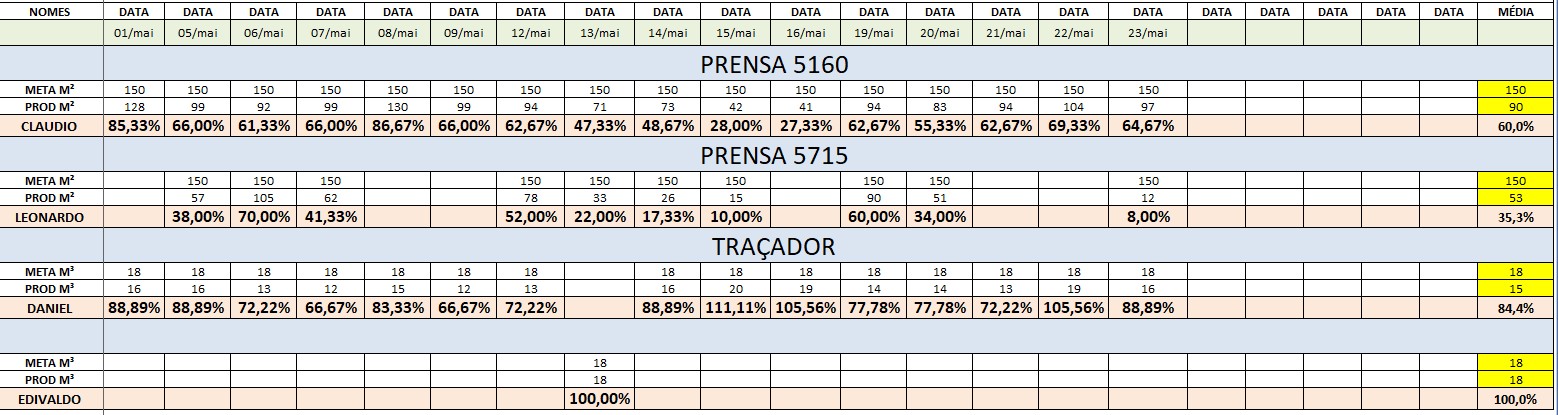 NOMES DATA DATA DATA DATA DATA DATA DATA DATA DATA DATA DATA DATA DATA DATA DATA DATA DATA DATA DATA DATA DATA MÉDIA
01/mai 05/mai 06/mai 07/mai 08/mai 09/mai 12/mai 13/mai 14/mai 15/mai 16/mai 19/mai 20/mai 21/mai 22/mai 23/mai
PRENSA 5160
META M² 150 150 150 150 150 150 150 150 150 150 150 150 150 150 150 150 150
PROD M² 128 99 92 99 130 99 94 71 73 42 41 94 83 94 104 97 90
CLAUDIO 85,33% 66,00% 61,33% 66,00% 86,67% 66,00% 62,67% 47,33% 48,67% 28,00% 27,33% 62,67% 55,33% 62,67% 69,33% 64,67% 60,0%
PRENSA 5715
META M² 150 150 150 150 150 150 150 150 150 150 150
PROD M² 57 105 62 78 33 26 15 90 51 12 53
LEONARDO 38,00% 70,00% 41,33% 52,00% 22,00% 17,33% 10,00% 60,00% 34,00% 8,00% 35,3%
TRAÇADOR
META M³ 18 18 18 18 18 18 18 18 18 18 18 18 18 18 18 18
PROD M³ 16 16 13 12 15 12 13 16 20 19 14 14 13 19 16 15
DANIEL 88,89% 88,89% 72,22% 66,67% 83,33% 66,67% 72,22% 88,89% 111,11% 105,56% 77,78% 77,78% 72,22% 105,56% 88,89% 84,4%
META M³ 18 18
PROD M³ 18 18
EDIVALDO 100,00% 100,0%